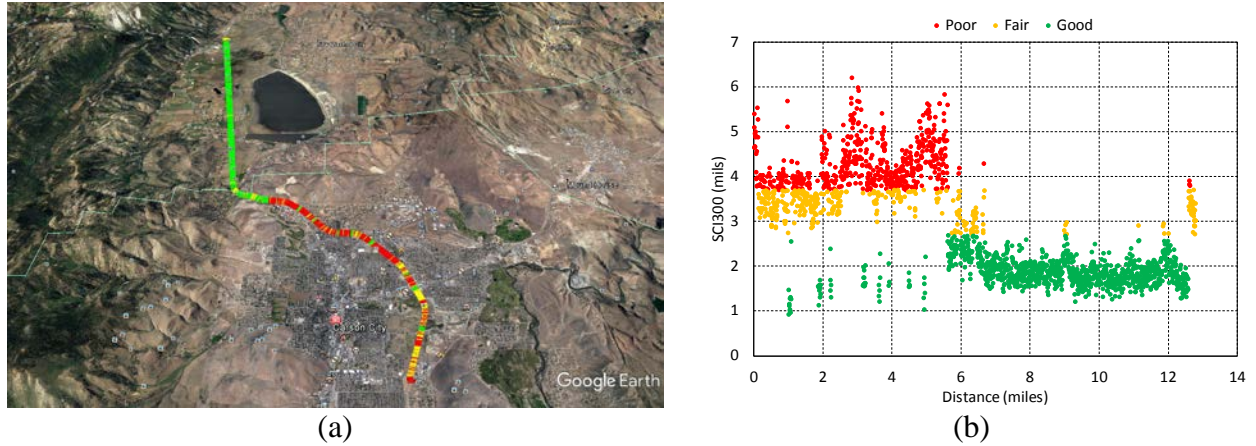 Poor Fair Good
7
6
5
4
3
2
1
0
SCI300 (mils)
0 2 4 6 8 10 12 14
Distance (miles)
Carson City
Google Earth
(a) (b)